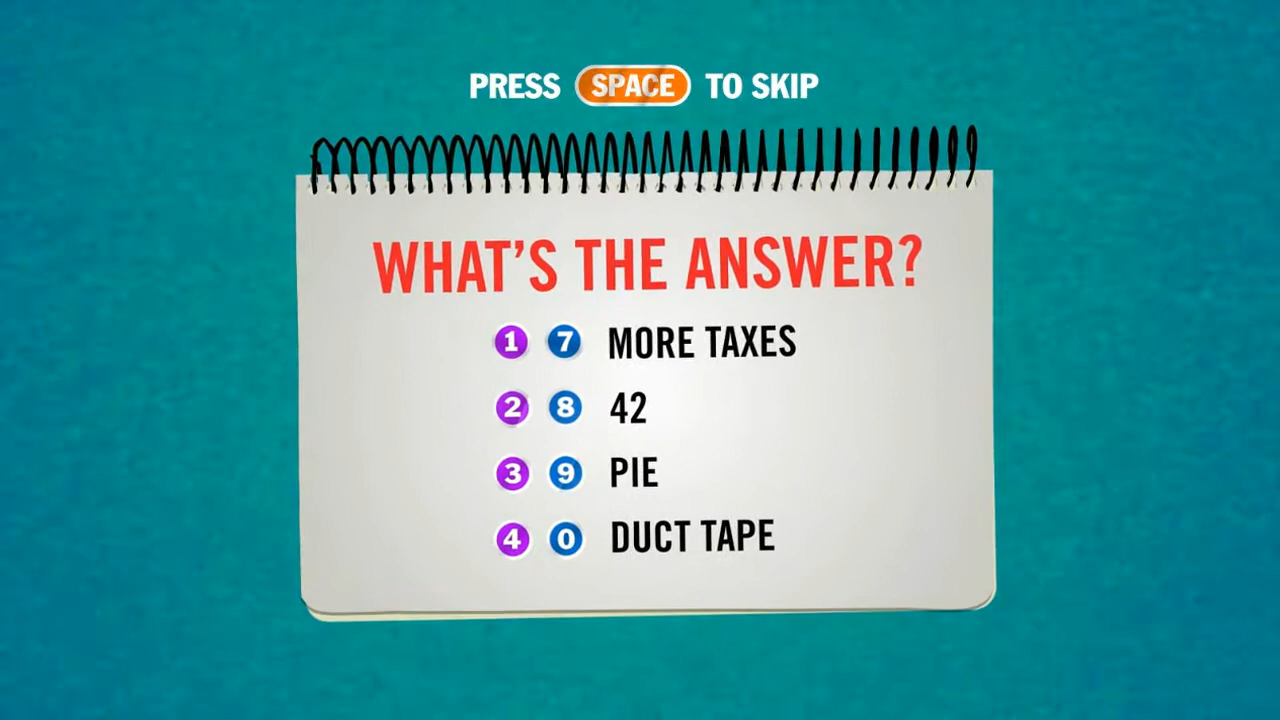 PRESS SPACE TO SKIP
WHAT'S THE ANSWER?
1 7 MORE TAXES
2 8 42
3 9 PIE
4 0 DUCT TAPE